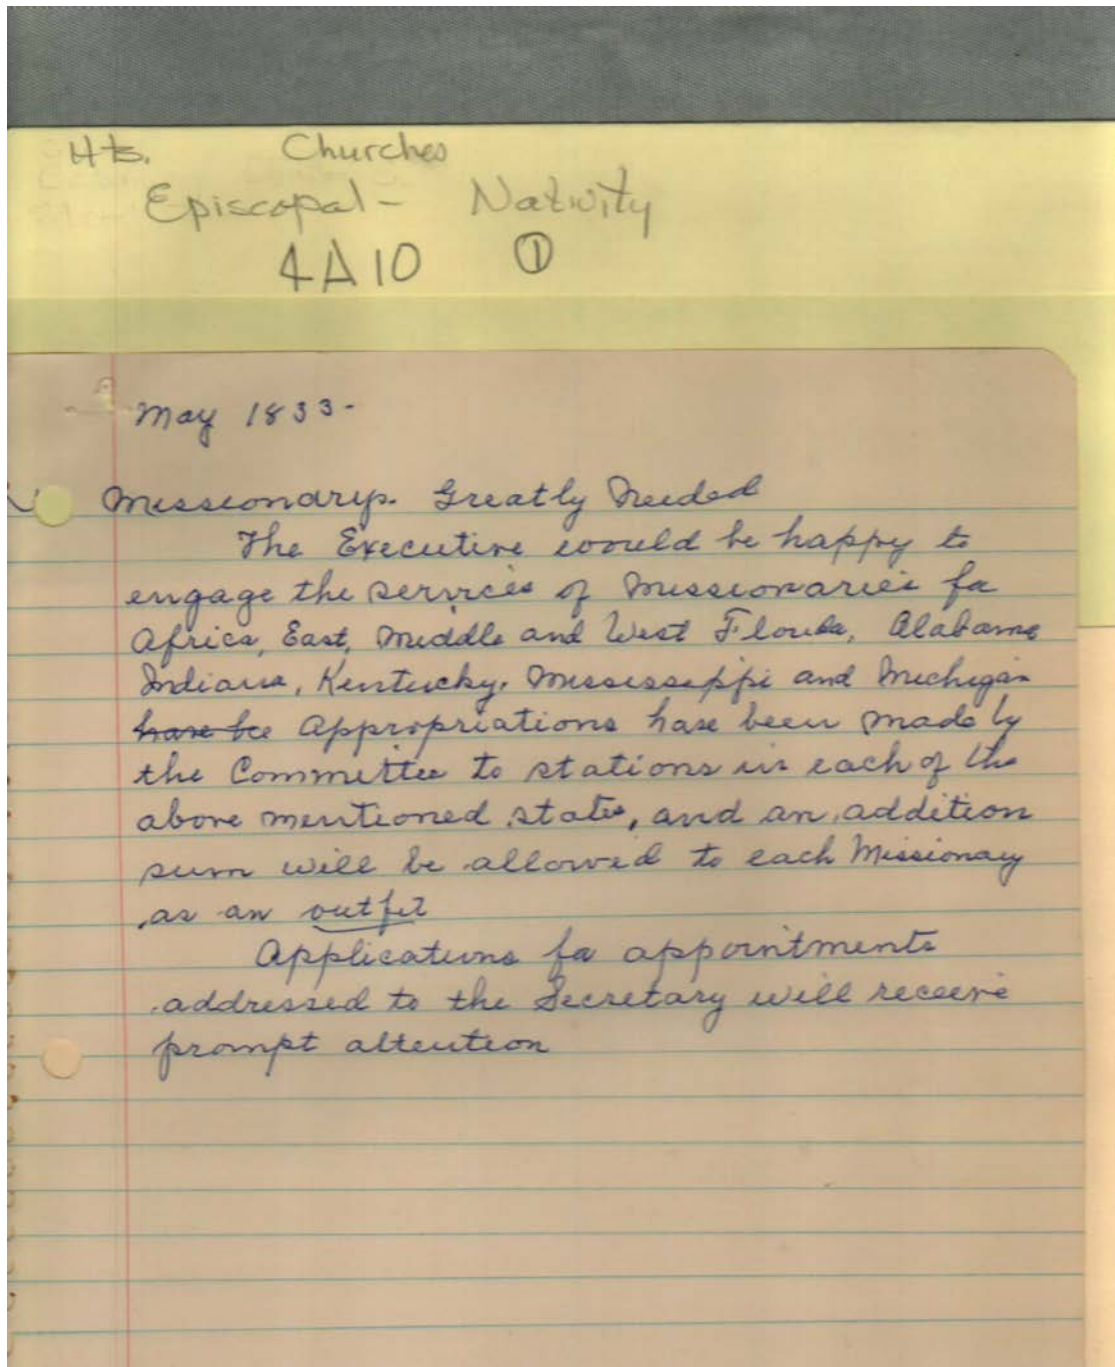 Hts. Churches
Episcopal - Nativity
4A10 ①
May 1833-
Missionarys. Greatly Needed
The Executive would be happy to
engage the services of Missionaries for
Africa, East, Middle and West Florida, Alabama
Indiana, Kentucky, Mississippi and Michigan
have be Appropriations have been made by
the Committee to stations in each of the
above mentioned states, and an addition
sum will be allowed to each Missionary
as an outfit
Applications for appointments
addressed to the Secretary will receive
prompt attention